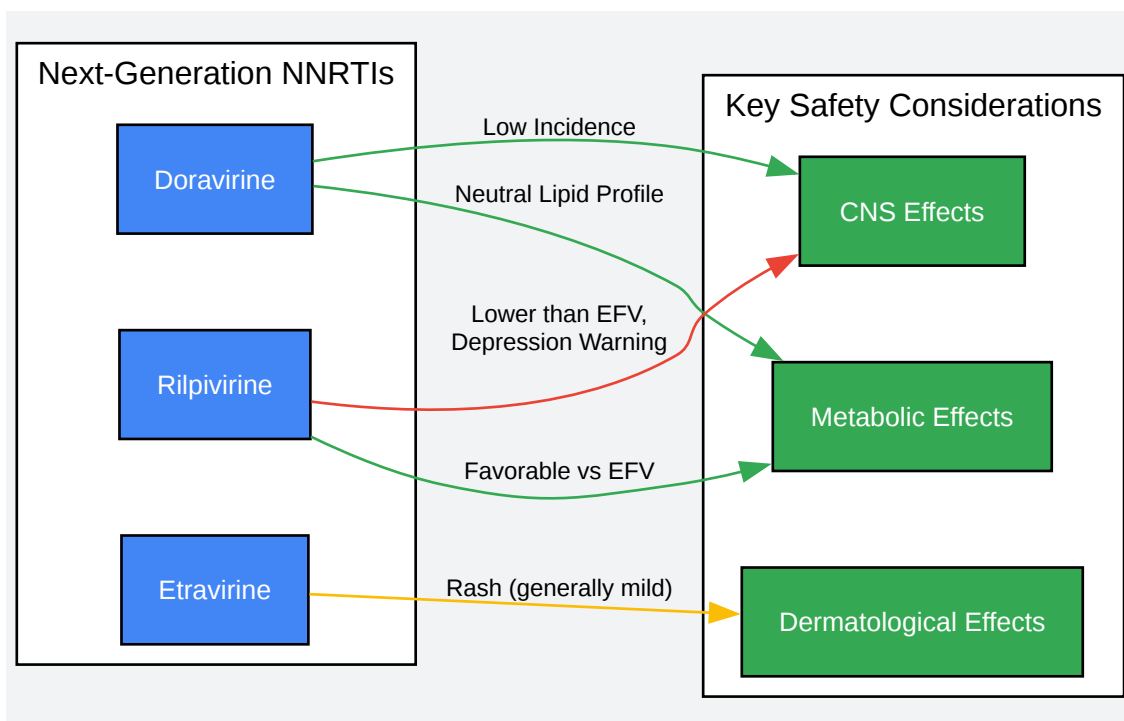 Next-Generation NNRTIs
Key Safety Considerations
Low Incidence
Doravirine
Neutral Lipid Profile
CNS Effects
Lower than EFV,
Depression Warning
Rilpivirine
Metabolic Effects
Favorable vs EFV
Etravirine
Rash (generally mild)
Dermatological Effects